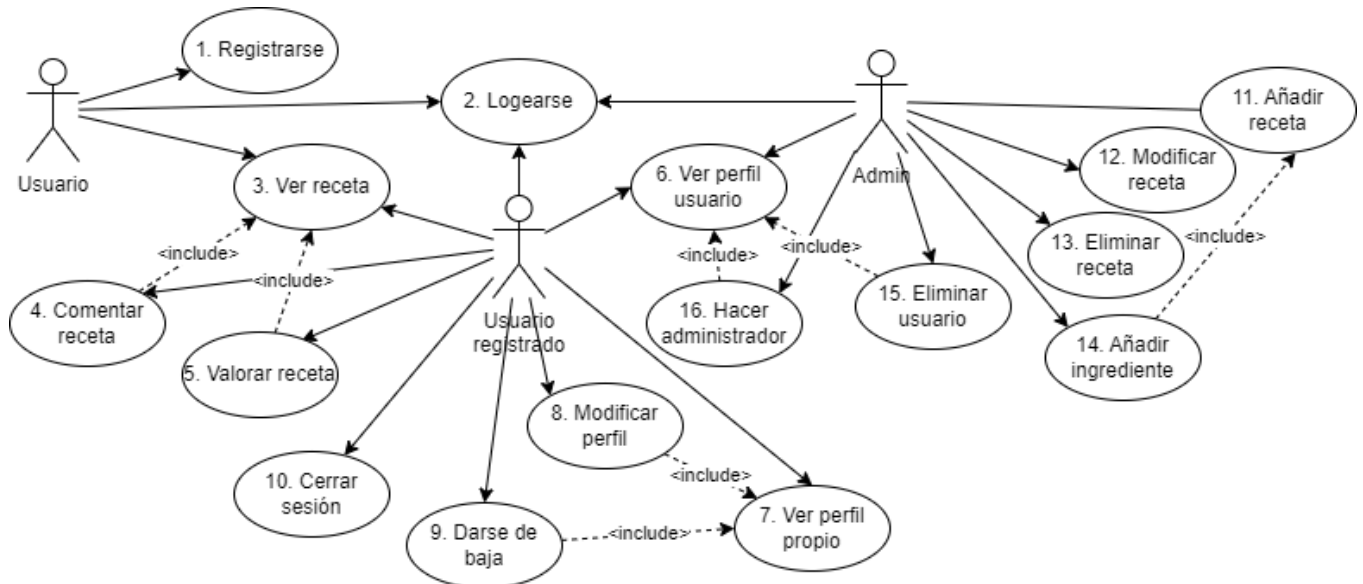 1. Registrarse
2. Logearse
11. Añadir
receta
Usuario
3. Ver receta
6. Ver perfil
usuario
Admin
12. Modificar
receta
<include>
<include>
<include>
<include>
<include>
13. Eliminar
receta
4. Comentar
receta
Usuario
registrado
16. Hacer
administrador
15. Eliminar
usuario
14. Añadir
ingrediente
5. Valorar receta
8. Modificar
perfil
10. Cerrar
sesión
<include>
9. Darse de
baja
<include>
7. Ver perfil
propio